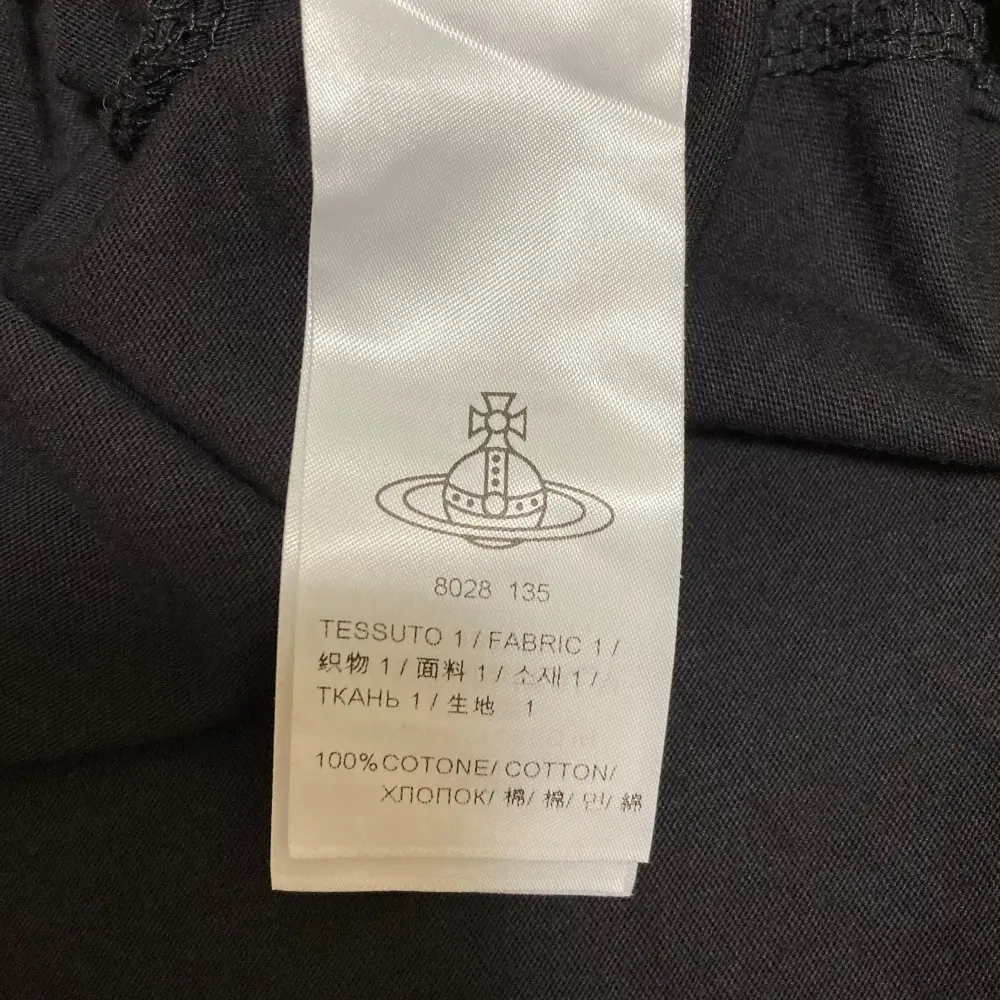 8028 135
TESSUTO 1 / FABRIC 1 /
织物 1 / 面料 1 / 소재 1 /
ТКАНЬ 1 / 生地 1
100%COTONE/ COTTON/
ХЛОПОК/ 棉/ 棉/ 면/ 綿